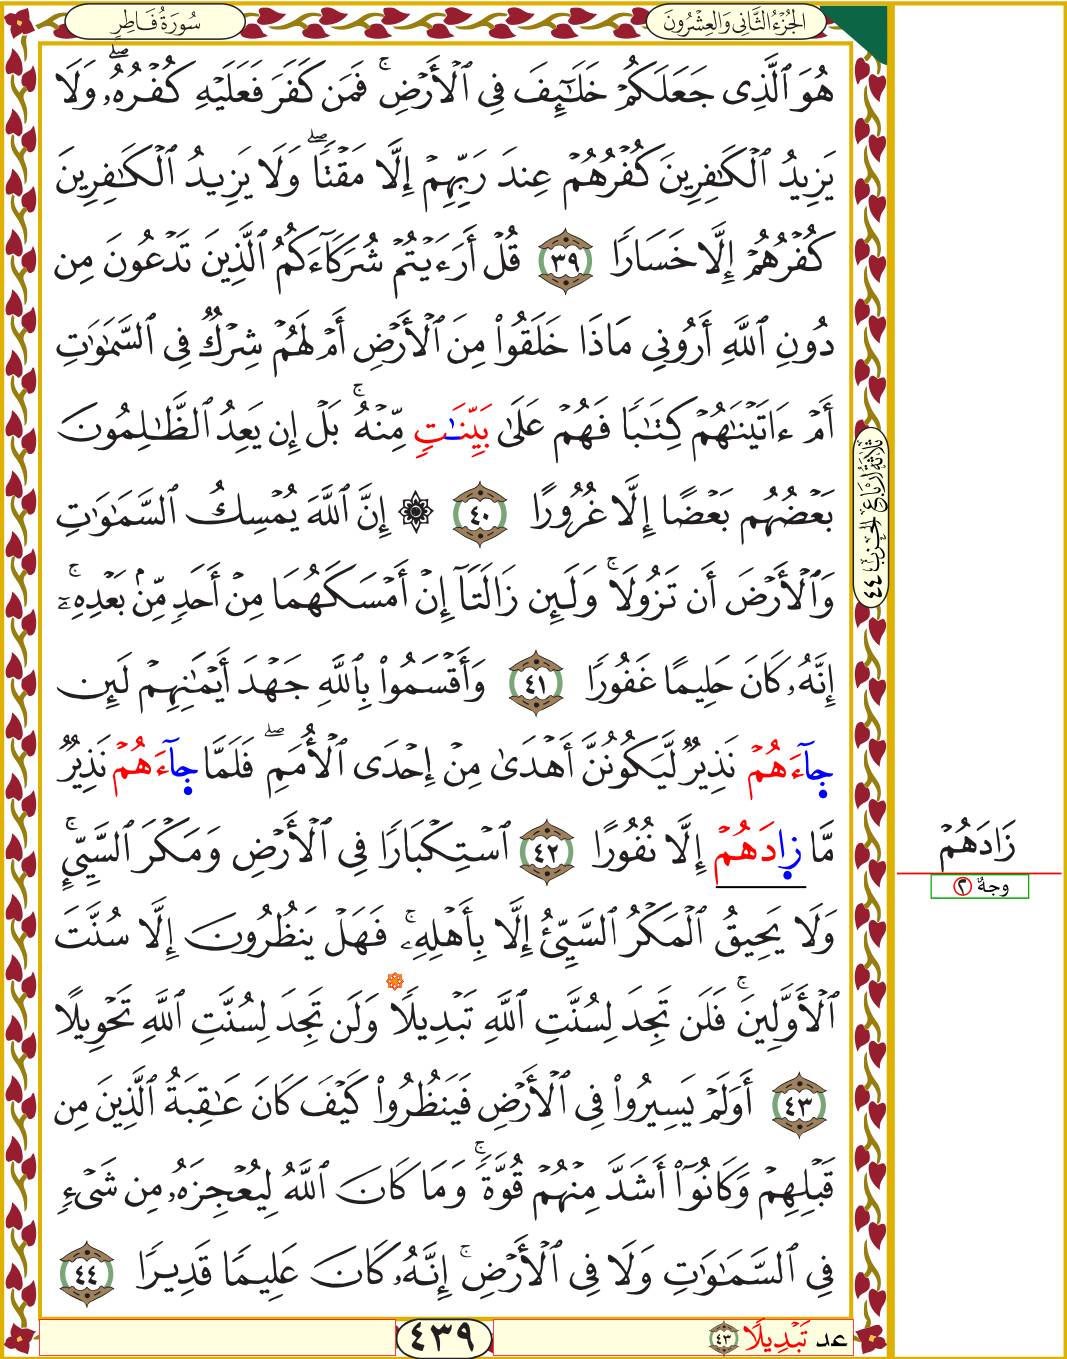 سُورَةُ فَاطِرٍ
الجُزْءُ الثَّانِي وَالعِشْرُونَ
هُوَ ٱلَّذِى جَعَلَكُمۡ خَلَـٰٓئِفَ فِى ٱلۡأَرۡضِۚ فَمَن كَفَرَ فَعَلَيۡهِ كُفۡرُهُۥۖ وَلَا
يَزِيدُ ٱلۡكَـٰفِرِينَ كُفۡرُهُمۡ عِندَ رَبِّهِمۡ إِلَّا مَقۡتًاۖ وَلَا يَزِيدُ ٱلۡكَـٰفِرِينَ
كُفۡرُهُمۡ إِلَّا خَسَارًا ٣٩ قُلۡ أَرَءَيۡتُمۡ شُرَكَآءَكُمُ ٱلَّذِينَ تَدۡعُونَ مِن
دُونِ ٱللَّهِ أَرُونِى مَاذَا خَلَقُواْ مِنَ ٱلۡأَرۡضِ أَمۡ لَهُمۡ شِرۡكٌ فِى ٱلسَّمَـٰوَٰتِ
أَمۡ ءَاتَيۡنَـٰهُمۡ كِتَـٰبًا فَهُمۡ عَلَىٰ بَيِّنَـٰتٍ مِّنۡهُۚ بَلۡ إِن يَعِدُ ٱلظَّـٰلِمُونَ
بَعۡضُهُم بَعۡضًا إِلَّا غُرُورًا ٤٠ ۞ إِنَّ ٱللَّهَ يُمۡسِكُ ٱلسَّمَـٰوَٰتِ
وَٱلۡأَرۡضَ أَن تَزُولَاۚ وَلَئِن زَالَتَآ إِنۡ أَمۡسَكَهُمَا مِنۡ أَحَدٍ مِّنۢ بَعۡدِهِۦٓۚ
إِنَّهُۥ كَانَ حَلِيمًا غَفُورًا ٤١ وَأَقۡسَمُواْ بِٱللَّهِ جَهۡدَ أَيۡمَـٰنِهِمۡ لَئِن
جَآءَهُمۡ نَذِيرٌ لَّيَكُونُنَّ أَهۡدَىٰ مِنۡ إِحۡدَى ٱلۡأُمَمِۖ فَلَمَّا جَآءَهُمۡ نَذِيرٌ
مَّا زَادَهُمۡ إِلَّا نُفُورًا ٤٢ ٱسۡتِكۡبَارًا فِى ٱلۡأَرۡضِ وَمَكۡرَ ٱلسَّيِّئِۚ
وَلَا يَحِيقُ ٱلۡمَكۡرُ ٱلسَّيِّئُ إِلَّا بِأَهۡلِهِۦۚ فَهَلۡ يَنظُرُونَ إِلَّا سُنَّتَ
ٱلۡأَوَّلِينَۚ فَلَن تَجِدَ لِسُنَّتِ ٱللَّهِ تَبۡدِيلًا وَلَن تَجِدَ لِسُنَّتِ ٱللَّهِ تَحۡوِيلًا
٤٣ أَوَلَمۡ يَسِيرُواْ فِى ٱلۡأَرۡضِ فَيَنظُرُواْ كَيۡفَ كَانَ عَـٰقِبَةُ ٱلَّذِينَ مِن
قَبۡلِهِمۡ وَكَانُوٓاْ أَشَدَّ مِنۡهُمۡ قُوَّةًۚ وَمَا كَانَ ٱللَّهُ لِيُعۡجِزَهُۥ مِن شَىۡءٍ
فِى ٱلسَّمَـٰوَٰتِ وَلَا فِى ٱلۡأَرۡضِۚ إِنَّهُۥ كَانَ عَلِيمًا قَدِيرًا ٤٤
ثَلَاثَةُ أَرْبَاعِ الحِزْبِ ٤٤
زَادَهُمۡ
وجهٌ ٢
عد تَبۡدِيلًا ٤٣
٤٣٩